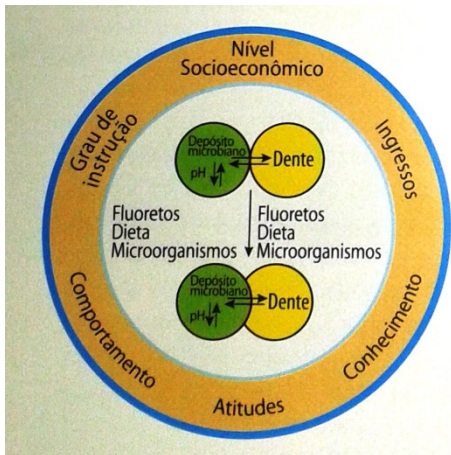 Nível
Socioeconômico
Grau de
instrução
Ingressos
Depósito
microbiano
pH
Dente
Fluoretos
Dieta
Microorganismos
Fluoretos
Dieta
Microorganismos
Depósito
microbiano
pH
Dente
Comportamento
Conhecimento
Atitudes